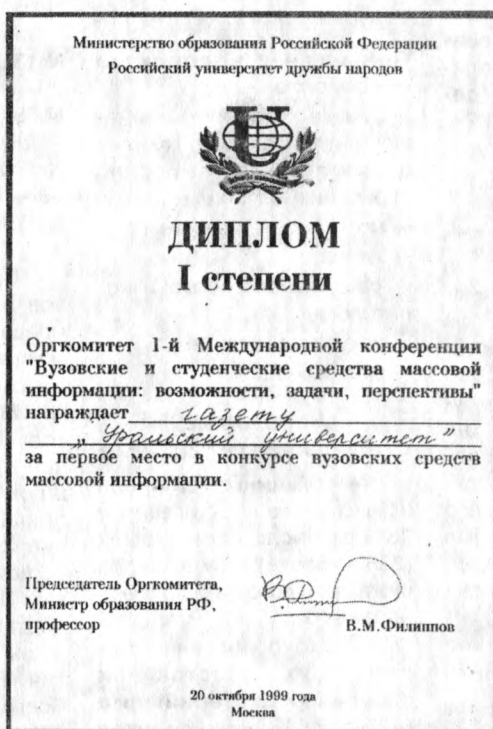 Министерство образования Российской Федерации
Российский университет дружбы народов
ДИПЛОМ
I степени
Оргкомитет 1-й Международной конференции
"Вузовские и студенческие средства массовой
информации: возможности, задачи, перспективы"
награждает газету
„Уральский университет"
за первое место в конкурсе вузовских средств
массовой информации.
Председатель Оргкомитета,
Министр образования РФ,
профессор В.М.Филиппов
20 октября 1999 года
Москва